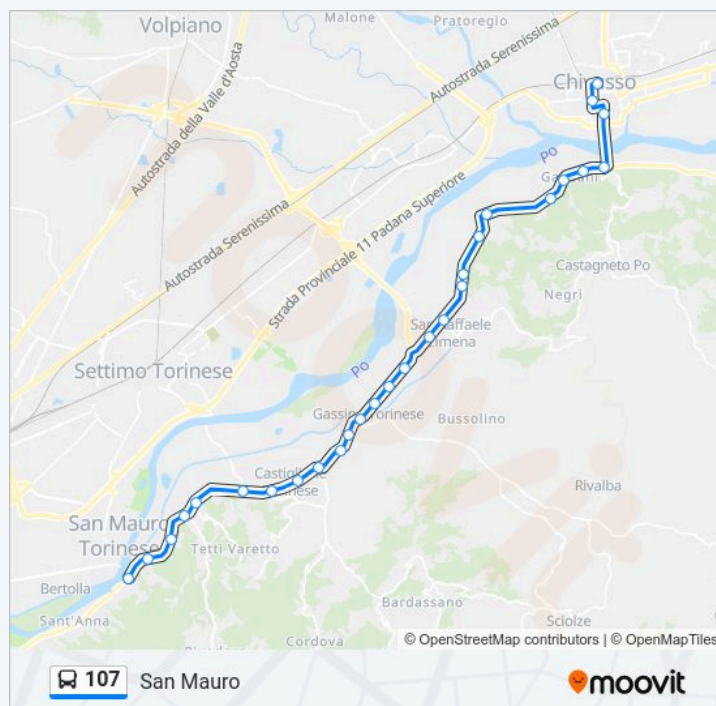 Volpiano
Malone
Pratoregio
Autostrada della Valle d'Aosta
Autostrada Serenissima
Chivasso
Po
Strada Provinciale 11 Padana Superiore
Autostrada Serenissima
Castagneto Po
Negri
San Raffaele
Cimena
Settimo Torinese
Po
Gassino Torinese
Bussolino
Rivalba
San Mauro
Torinese
Tetti Varetto
Bertolla
Sant'Anna
Bardassano
Sciolze
Cordova
© OpenStreetMap contributors | © OpenMapTiles
107 San Mauro
moovit